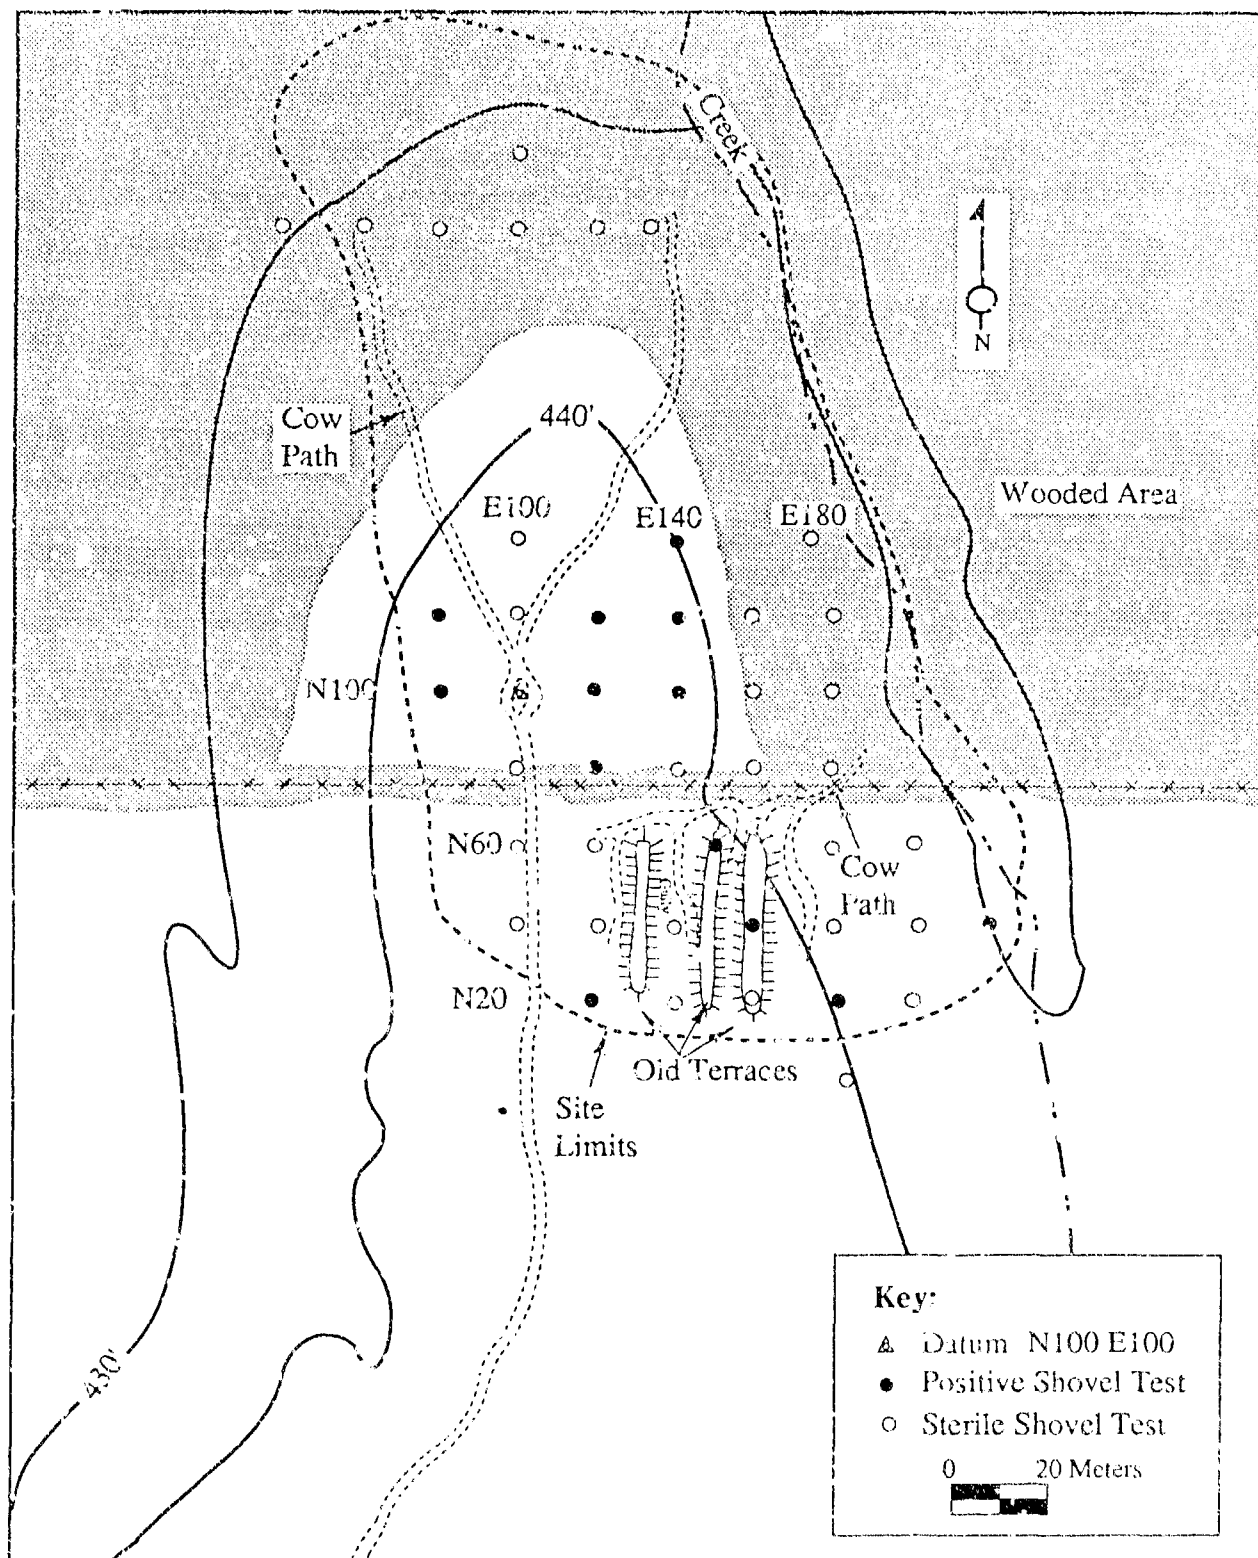 Creek
N
Cow
Path
440'
Wooded Area
E100
E140
E180
N100
N60
Cow
Path
N20
Old Terraces
Site
Limits
430'
Key:
Datum N100 E100
Positive Shovel Test
Sterile Shovel Test
0 20 Meters